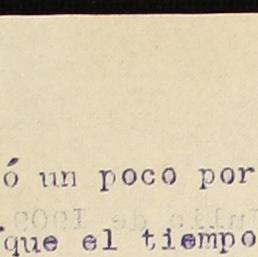 ó un poco por
que el tiempo